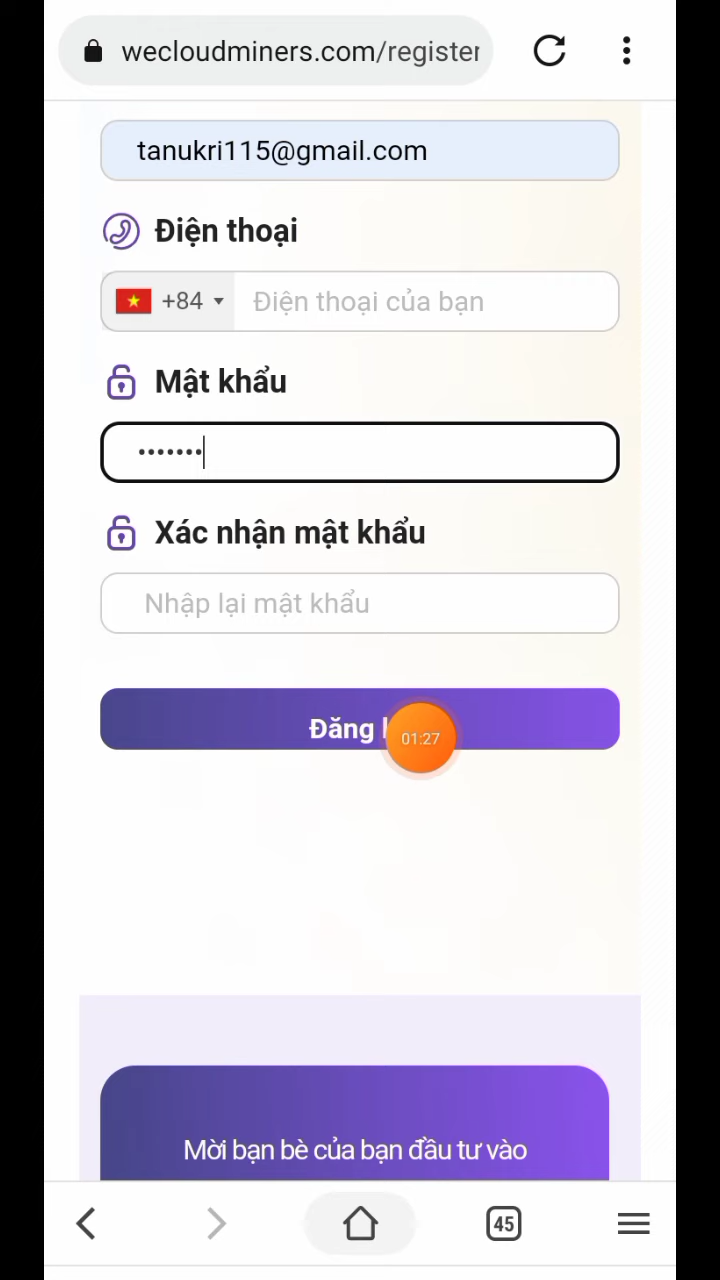 wecloudminers.com/register
tanukri115@gmail.com
Điện thoại
+84
Điện thoại của bạn
Mật khẩu
•••••••
Xác nhận mật khẩu
Nhập lại mật khẩu
Đăng
01:27
Mời bạn bè của bạn đầu tư vào
45